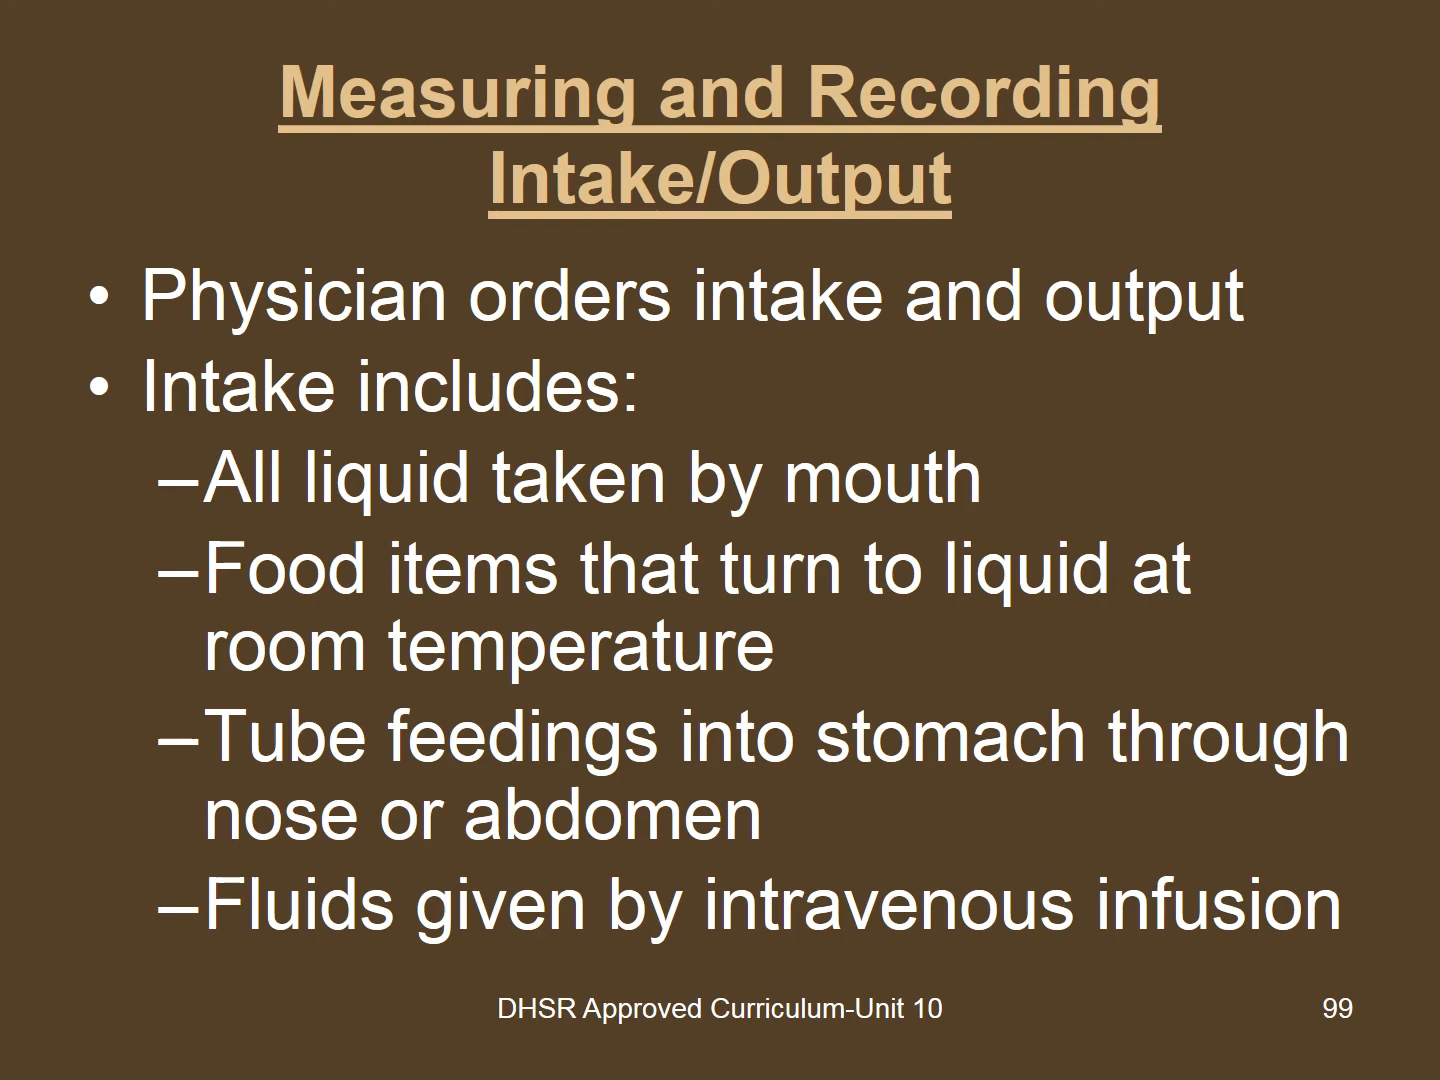 Measuring and Recording
Intake/Output
• Physician orders intake and output
• Intake includes:
–All liquid taken by mouth
–Food items that turn to liquid at
room temperature
–Tube feedings into stomach through
nose or abdomen
–Fluids given by intravenous infusion
DHSR Approved Curriculum-Unit 10
99